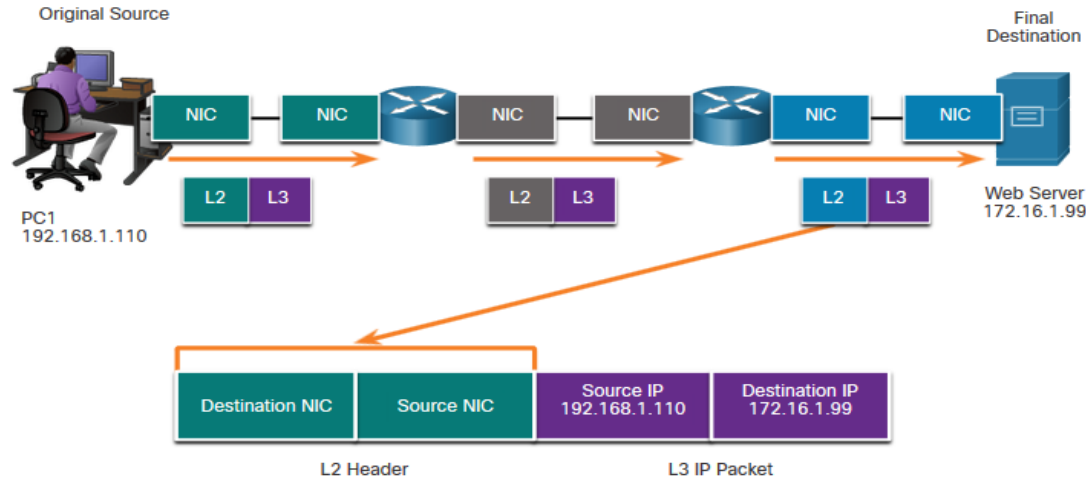 Original Source
Final
Destination
NIC
NIC
NIC
NIC
NIC
NIC
L2
L3
L2
L3
L2
L3
PC1
192.168.1.110
Web Server
172.16.1.99
Destination NIC
Source NIC
Source IP
192.168.1.110
Destination IP
172.16.1.99
L2 Header
L3 IP Packet